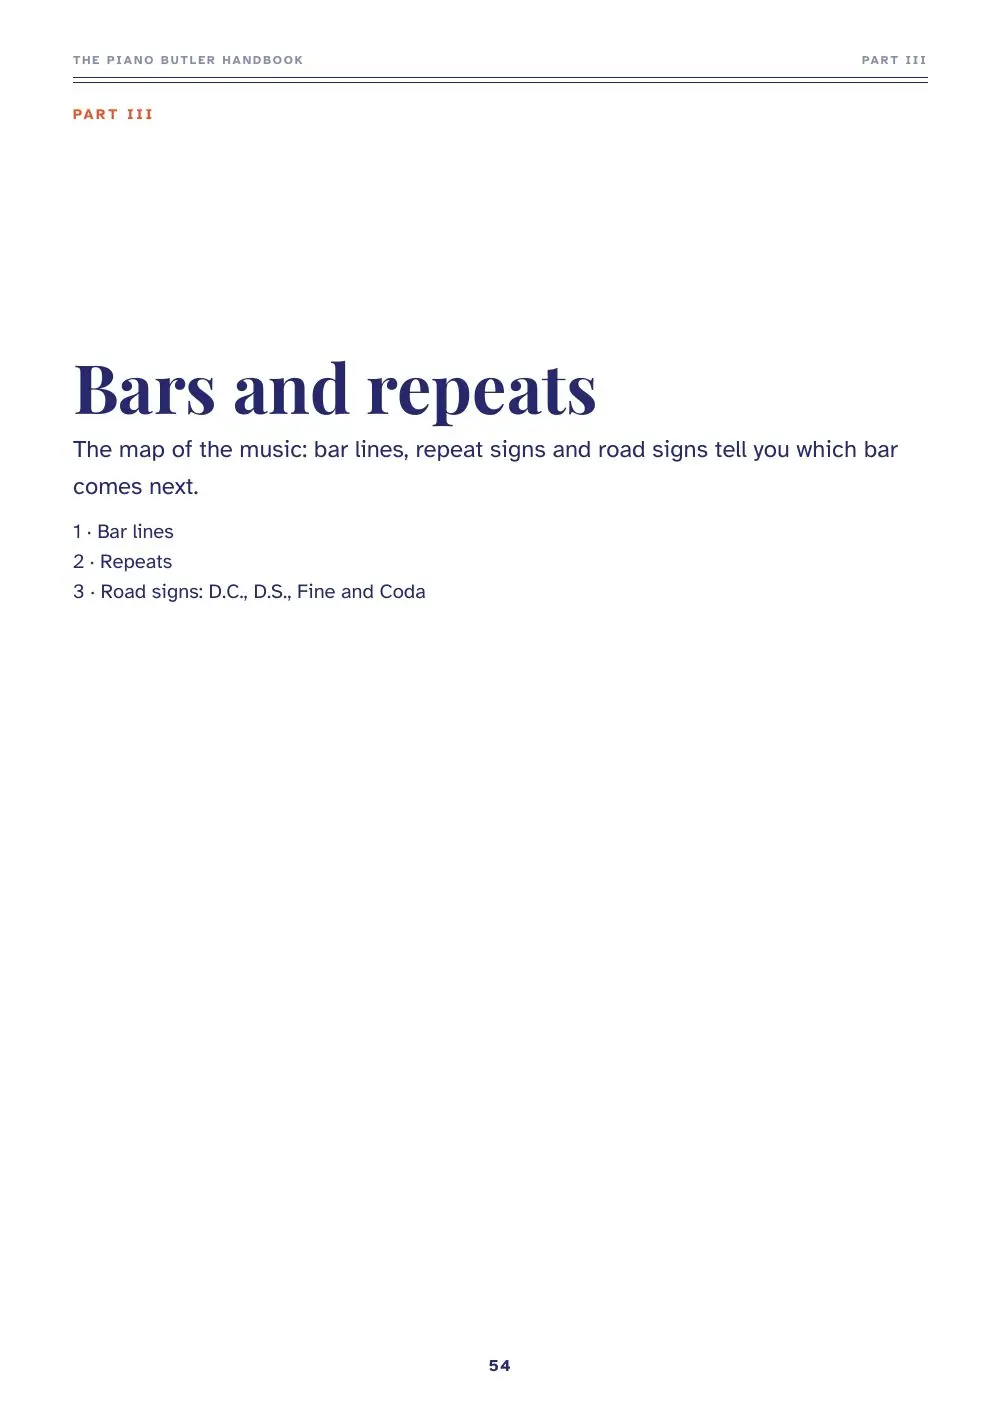 THE PIANO BUTLER HANDBOOK
PART III
PART III
Bars and repeats
The map of the music: bar lines, repeat signs and road signs tell you which bar
comes next.
1 · Bar lines
2 · Repeats
3 · Road signs: D.C., D.S., Fine and Coda
54